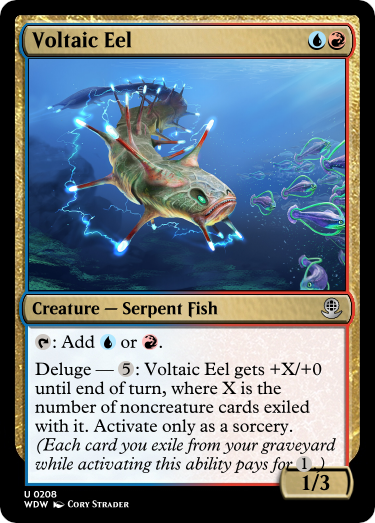 Voltaic Eel
Creature — Serpent Fish
: Add or .
Deluge — 5: Voltaic Eel gets +X/+0
until end of turn, where X is the
number of noncreature cards exiled
with it. Activate only as a sorcery.
(Each card you exile from your graveyard
while activating this ability pays for 1.)
1/3
U 0208
WDW Cory Strader